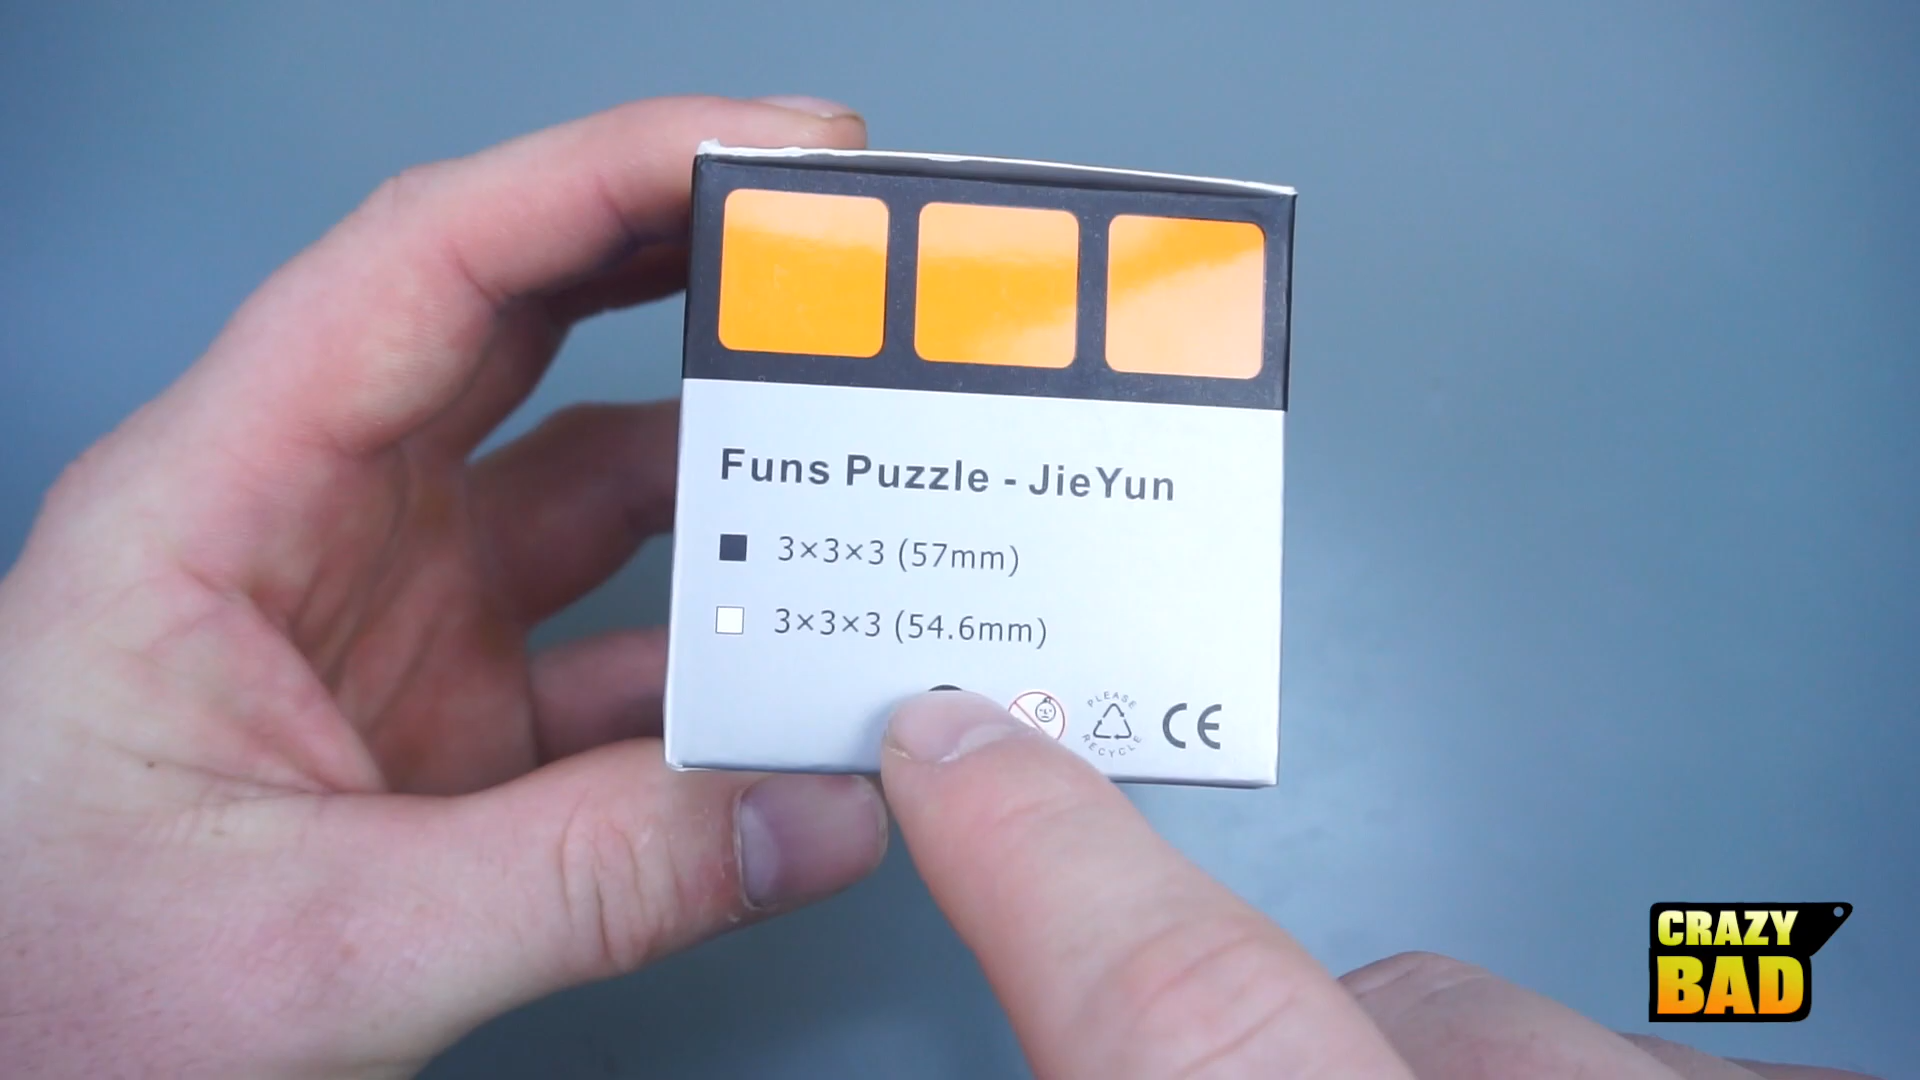 Funs Puzzle - JieYun
3×3×3 (57mm)
3×3×3 (54.6mm)
PLEASE
RECYCLE
CE
CRAZY
BAD